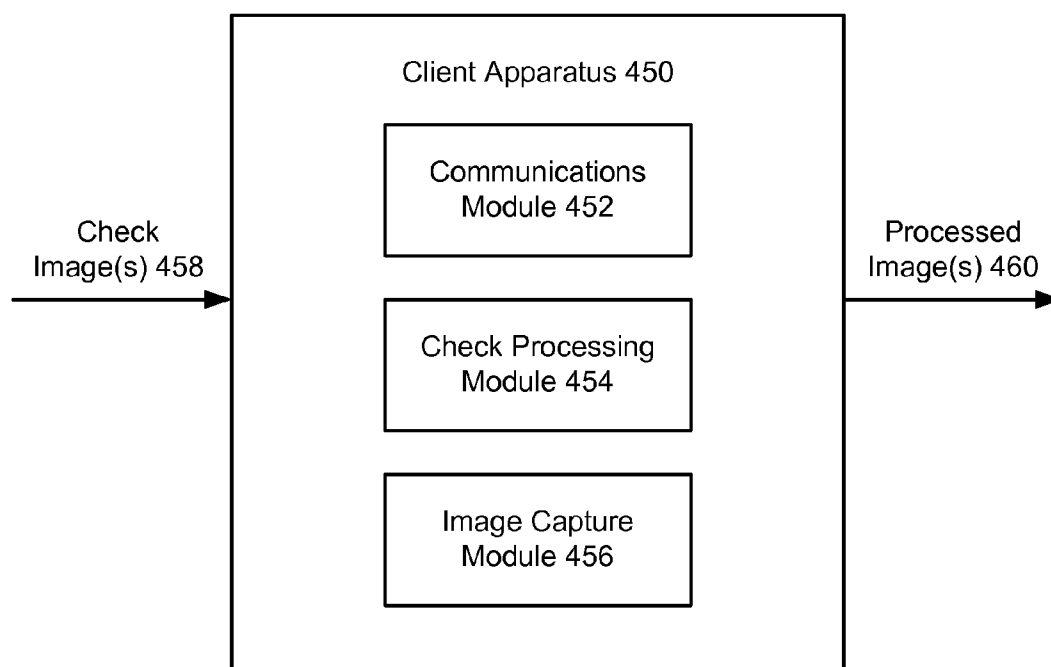 Client Apparatus 450
Communications
Module 452
Check
Image(s) 458
Processed
Image(s) 460
Check Processing
Module 454
Image Capture
Module 456